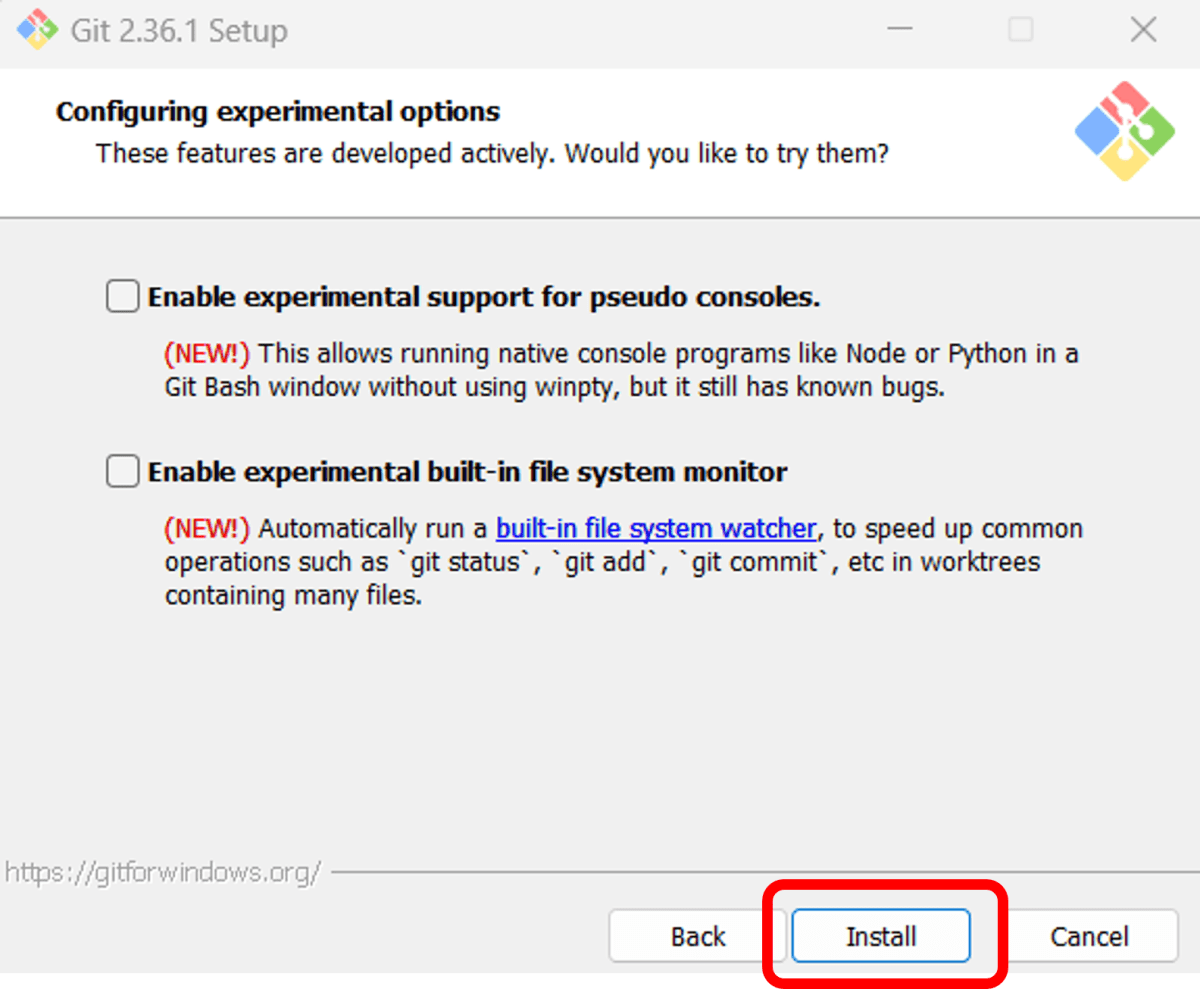 Git 2.36.1 Setup
Configuring experimental options
These features are developed actively. Would you like to try them?
Enable experimental support for pseudo consoles.
(NEW!) This allows running native console programs like Node or Python in a
Git Bash window without using winpty, but it still has known bugs.
Enable experimental built-in file system monitor
(NEW!) Automatically run a built-in file system watcher, to speed up common
operations such as `git status`, `git add`, `git commit`, etc in worktrees
containing many files.
https://gitforwindows.org/
Back Install Cancel